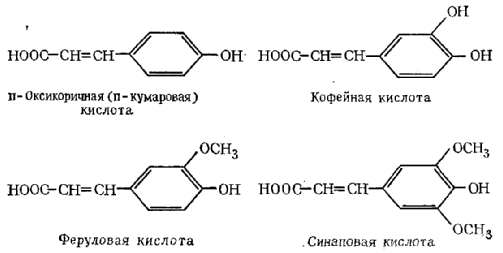 OH
HOOC—CH=CH— —OH HOOC—CH=CH— —OH
п-Оксикоричная (п-кумаровая)
кислота
Кофейная кислота
OCH₃ OCH₃
HOOC—CH=CH— —OH HOOC—CH=CH— —OH
OCH₃
Феруловая кислота .Синаповая кислота